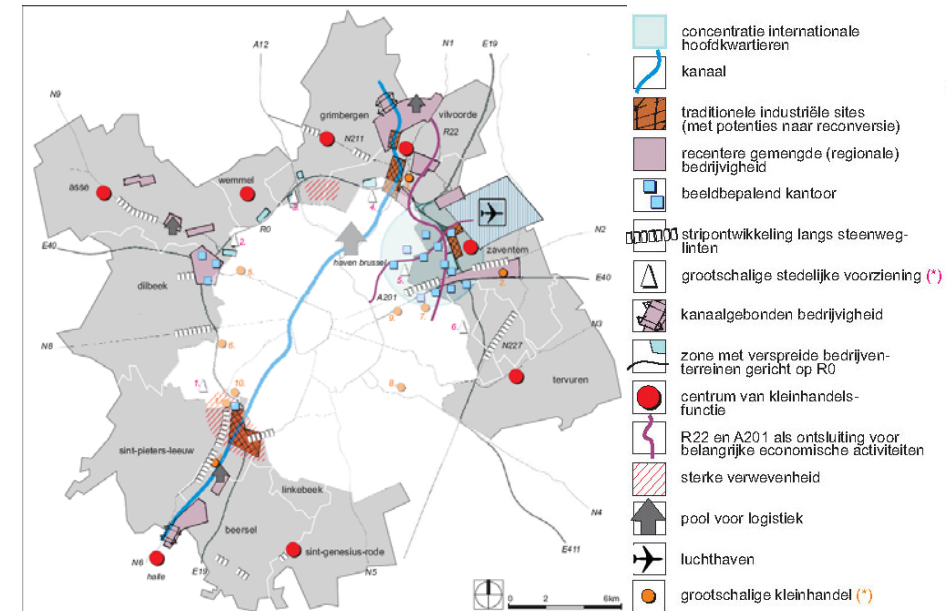 A12
N1
E19
N9
grimbergen
vilvoorde
N211
R22
asse
wemmel
3.
4.
R0
N2
E40
2.
haven brussel
zaventem
dilbeek
5.
5.
2.
E40
A201
9.
7.
6.
N3
N8
6.
N227
1.
10.
8.
tervuren
sint-pieters-leeuw
linkebeek
beersel
N4
N6
halle
E19
sint-genesius-rode
N5
E411
0 2 6km
concentratie internationale
hoofdkwartieren
kanaal
traditionele industriële sites
(met potenties naar reconversie)
recentere gemengde (regionale)
bedrijvigheid
beeldbepalend kantoor
stripontwikkeling langs steenweg-
linten
grootschalige stedelijke voorziening (*)
kanaalgebonden bedrijvigheid
zone met verspreide bedrijven-
terreinen gericht op R0
centrum van kleinhandels-
functie
R22 en A201 als ontsluiting voor
belangrijke economische activiteiten
sterke verwevenheid
pool voor logistiek
luchthaven
grootschalige kleinhandel (*)